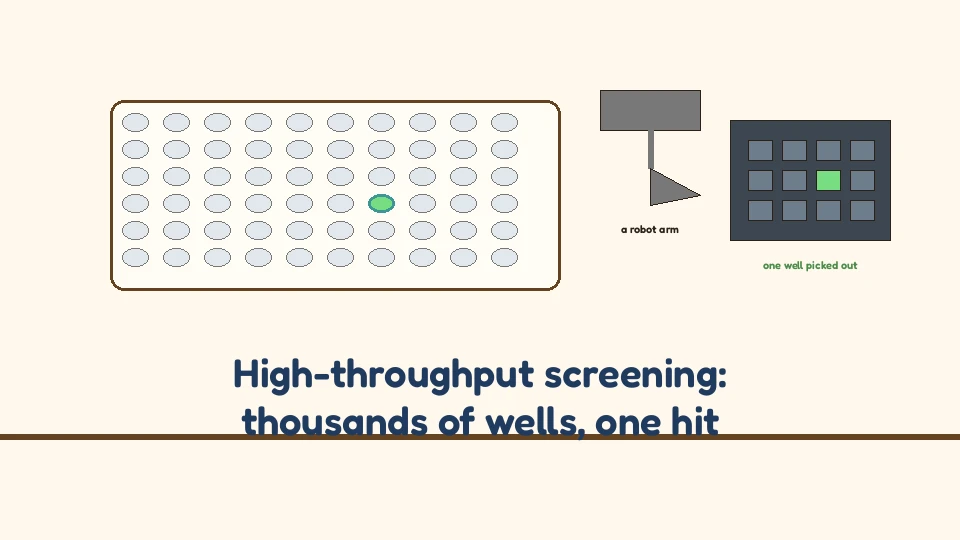 a robot arm
one well picked out
High-throughput screening:
thousands of wells, one hit